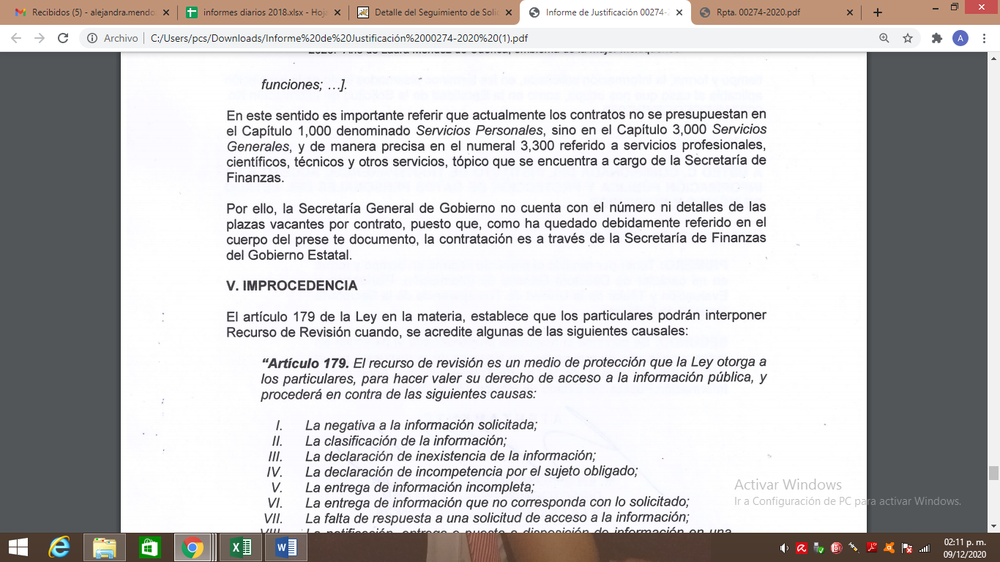 Recibidos (5) - alejandra.mendo
informes diarios 2018.xlsx - Hoja
Detalle del Seguimiento de Solic
Informe de Justificación 00274-2
Rpta. 00274-2020.pdf
Archivo
C:/Users/pcs/Downloads/Informe%20de%20Justificación%2000274-2020%20(1).pdf
A
funciones; …].
En este sentido es importante referir que actualmente los contratos no se presupuestan en
el Capítulo 1,000 denominado Servicios Personales, sino en el Capítulo 3,000 Servicios
Generales, y de manera precisa en el numeral 3,300 referido a servicios profesionales,
científicos, técnicos y otros servicios, tópico que se encuentra a cargo de la Secretaría de
Finanzas.
Por ello, la Secretaría General de Gobierno no cuenta con el número ni detalles de las
plazas vacantes por contrato, puesto que, como ha quedado debidamente referido en el
cuerpo del prese te documento, la contratación es a través de la Secretaría de Finanzas
del Gobierno Estatal.
V. IMPROCEDENCIA
El artículo 179 de la Ley en la materia, establece que los particulares podrán interponer
Recurso de Revisión cuando, se acredite algunas de las siguientes causales:
“Artículo 179. El recurso de revisión es un medio de protección que la Ley otorga a
los particulares, para hacer valer su derecho de acceso a la información pública, y
procederá en contra de las siguientes causas:
I. La negativa a la información solicitada;
II. La clasificación de la información;
III. La declaración de inexistencia de la información;
IV. La declaración de incompetencia por el sujeto obligado;
V. La entrega de información incompleta;
VI. La entrega de información que no corresponda con lo solicitado;
VII. La falta de respuesta a una solicitud de acceso a la información;
VIII. La notificación, entrega o puesta a disposición de información en una
Activar Windows
Ir a Configuración de PC para activar Windows.
02:11 p. m.
09/12/2020